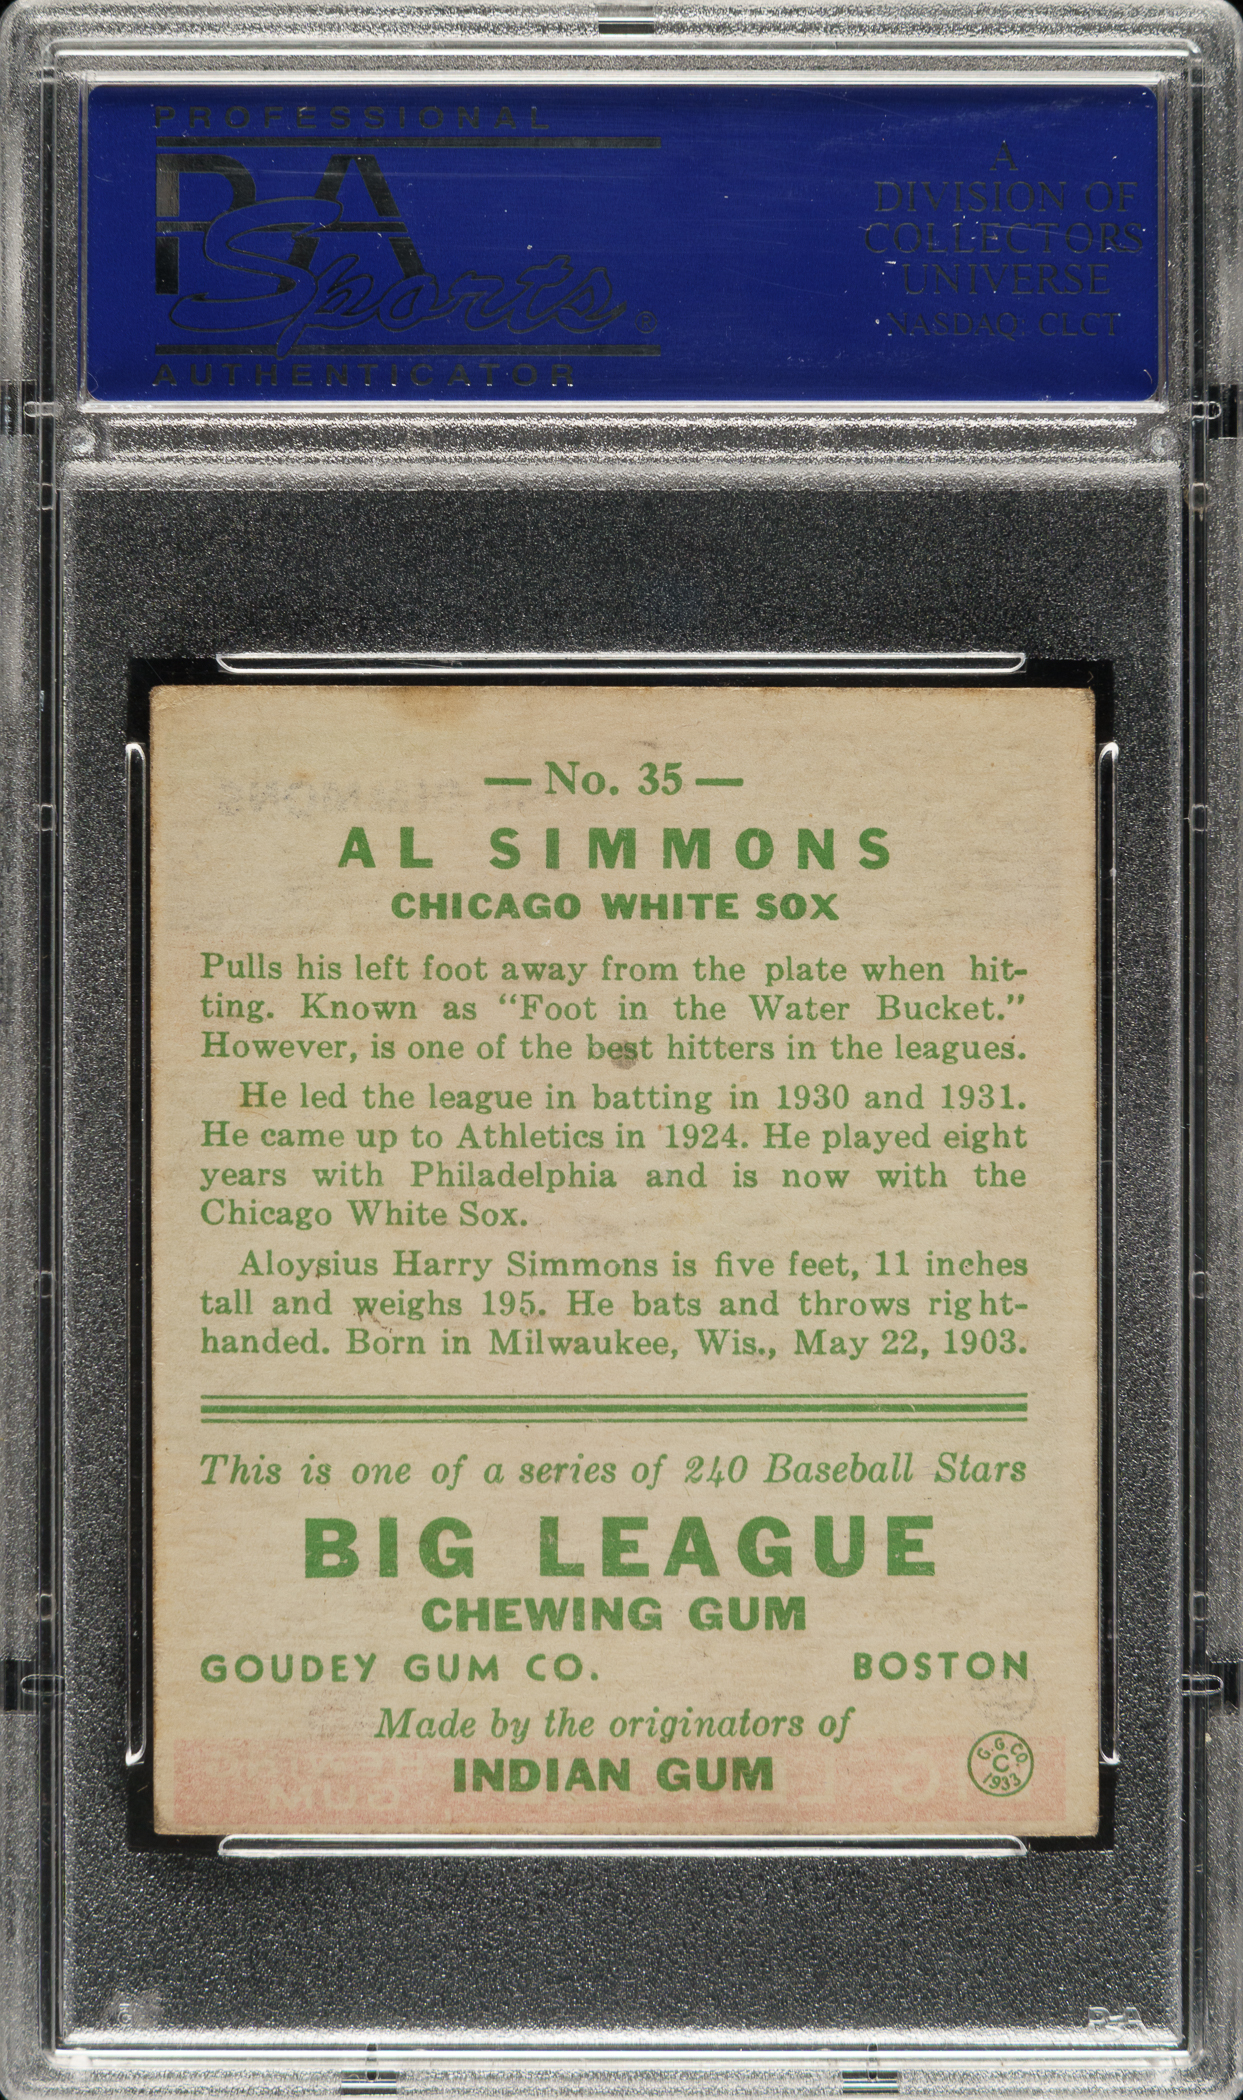 PROFESSIONAL
PSA
Sports®
AUTHENTICATOR
A
DIVISION OF
COLLECTORS
UNIVERSE
NASDAQ: CLCT
— No. 35 —
AL SIMMONS
CHICAGO WHITE SOX
Pulls his left foot away from the plate when hit-
ting. Known as “Foot in the Water Bucket.”
However, is one of the best hitters in the leagues.
He led the league in batting in 1930 and 1931.
He came up to Athletics in 1924. He played eight
years with Philadelphia and is now with the
Chicago White Sox.
Aloysius Harry Simmons is five feet, 11 inches
tall and weighs 195. He bats and throws right-
handed. Born in Milwaukee, Wis., May 22, 1903.
This is one of a series of 240 Baseball Stars
BIG LEAGUE
CHEWING GUM
GOUDEY GUM CO. BOSTON
Made by the originators of
INDIAN GUM
G.G.CO.
C
1933
PSA